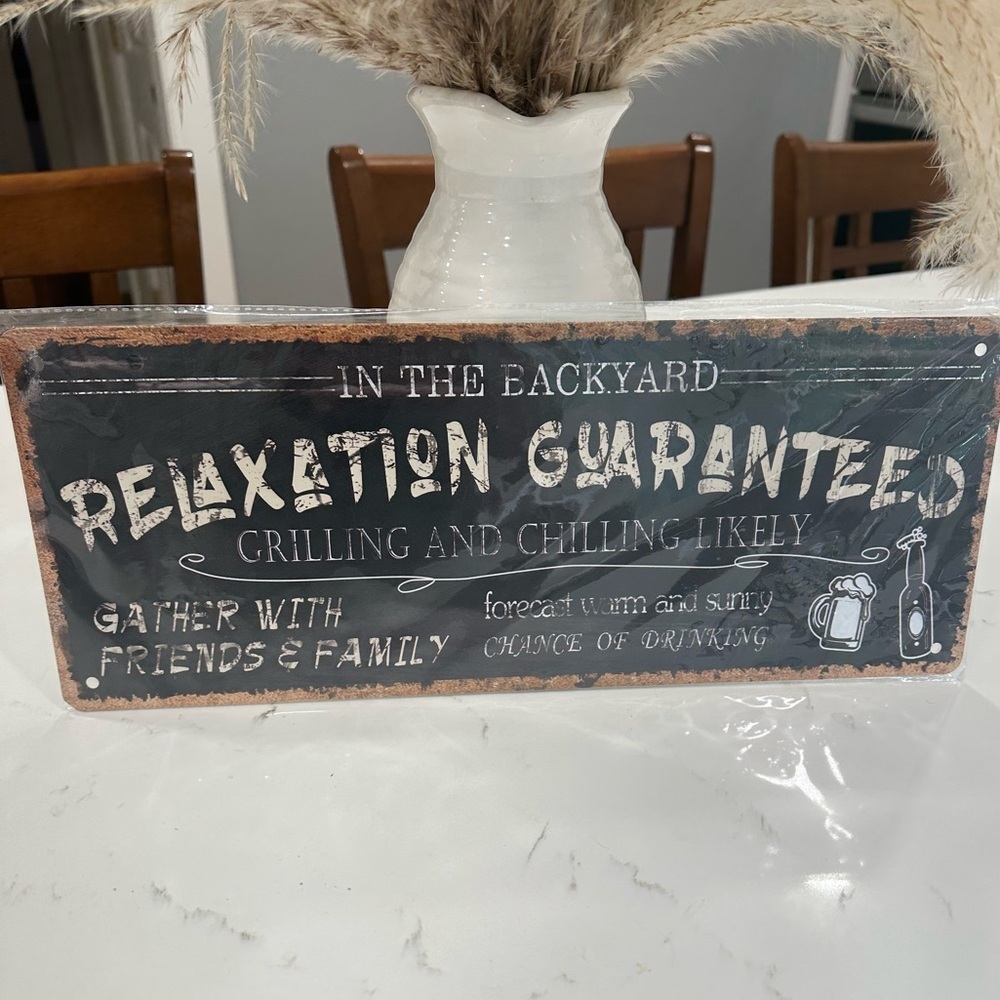 IN THE BACKYARD
RELAXATION GUARANTEED
GRILLING AND CHILLING LIKELY
GATHER WITH
FRIENDS & FAMILY
forecast warm and sunny
CHANCE OF DRINKING